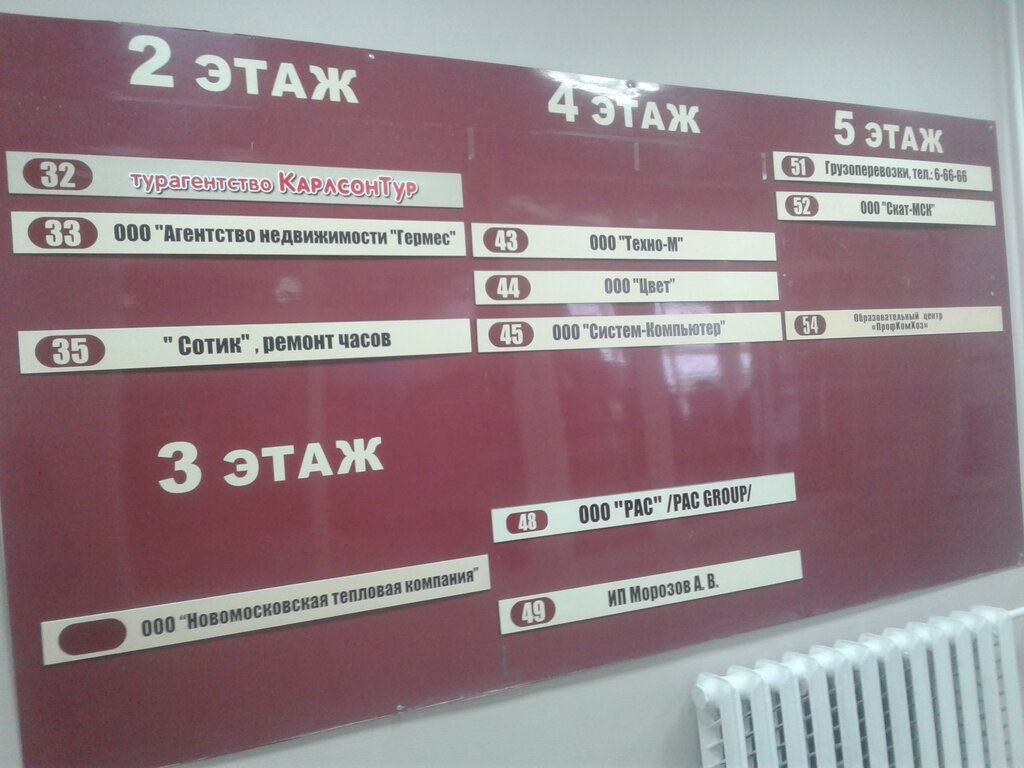 2 ЭТАЖ
32 турагентство КАРЛСОНТУР
33 ООО "Агентство недвижимости "Гермес"
35 " Сотик" , ремонт часов
3 ЭТАЖ
ООО "Новомосковская тепловая компания"
4 ЭТАЖ
43 ООО "Техно-М"
44 ООО "Цвет"
45 ООО "Систем-Компьютер"
48 ООО "РАС" /PAC GROUP/
49 ИП Морозов А. В.
5 ЭТАЖ
51 Грузоперевозки, тел.: 6-66-66
52 ООО "Скат-МСК"
54 Образовательный центр
«ПрофКомХоз»